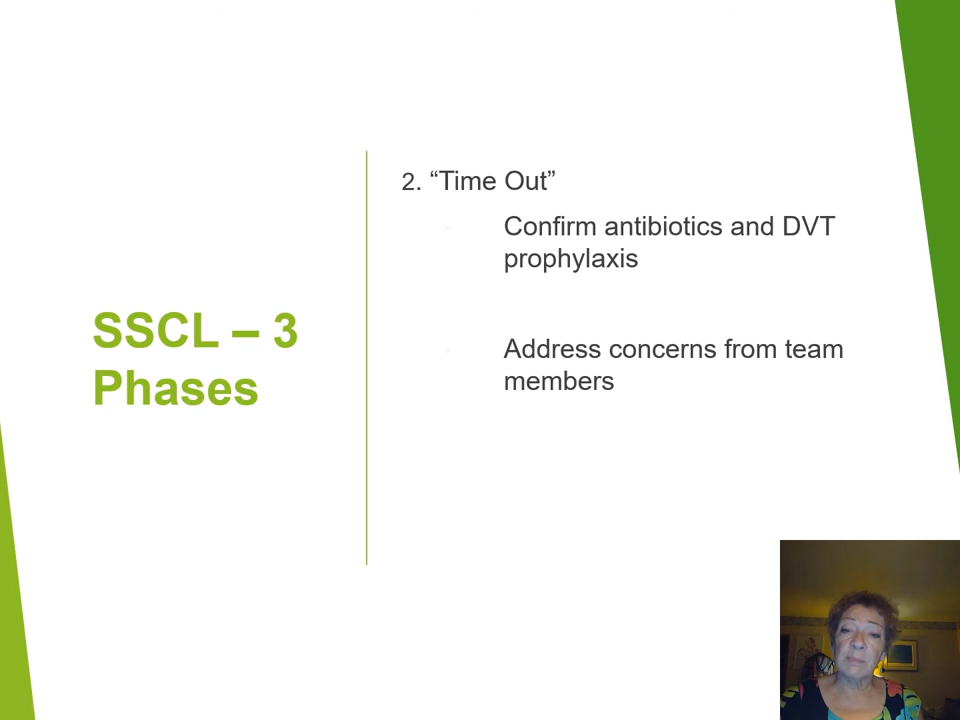 SSCL – 3
Phases
2. “Time Out”
Confirm antibiotics and DVT
prophylaxis
Address concerns from team
members